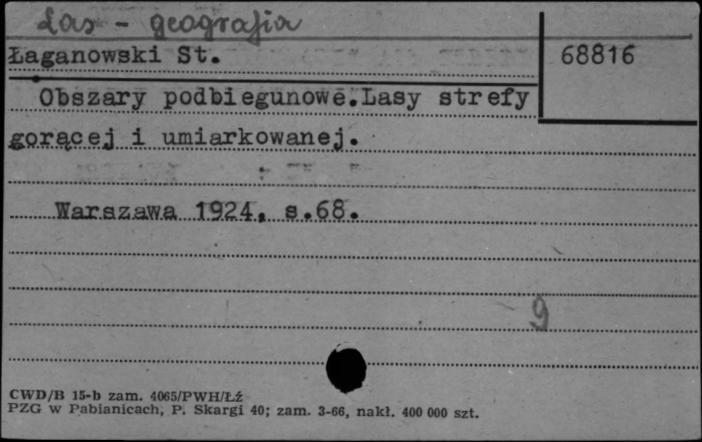 Las - geografia
Łaganowski St.
68816
Obszary podbiegunowe.Lasy strefy
gorącej i umiarkowanej.
Warszawa 1924, s.68.
9
CWD/B 15-b zam. 4065/PWH/Łź
PZG w Pabianicach, P. Skargi 40; zam. 3-66, nakł. 400 000 szt.